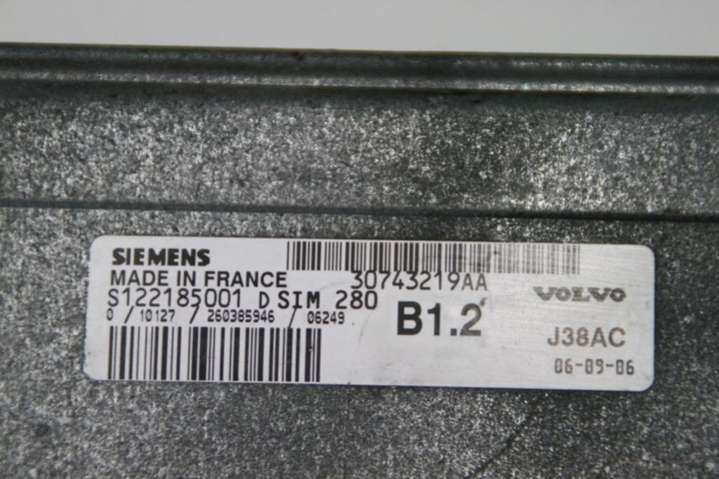 SIEMENS
MADE IN FRANCE
30743219AA
S122185001 D SIM 280
0 / 10127 / 260385946 / 06249
B1.2
VOLVO
J38AC
06-09-06